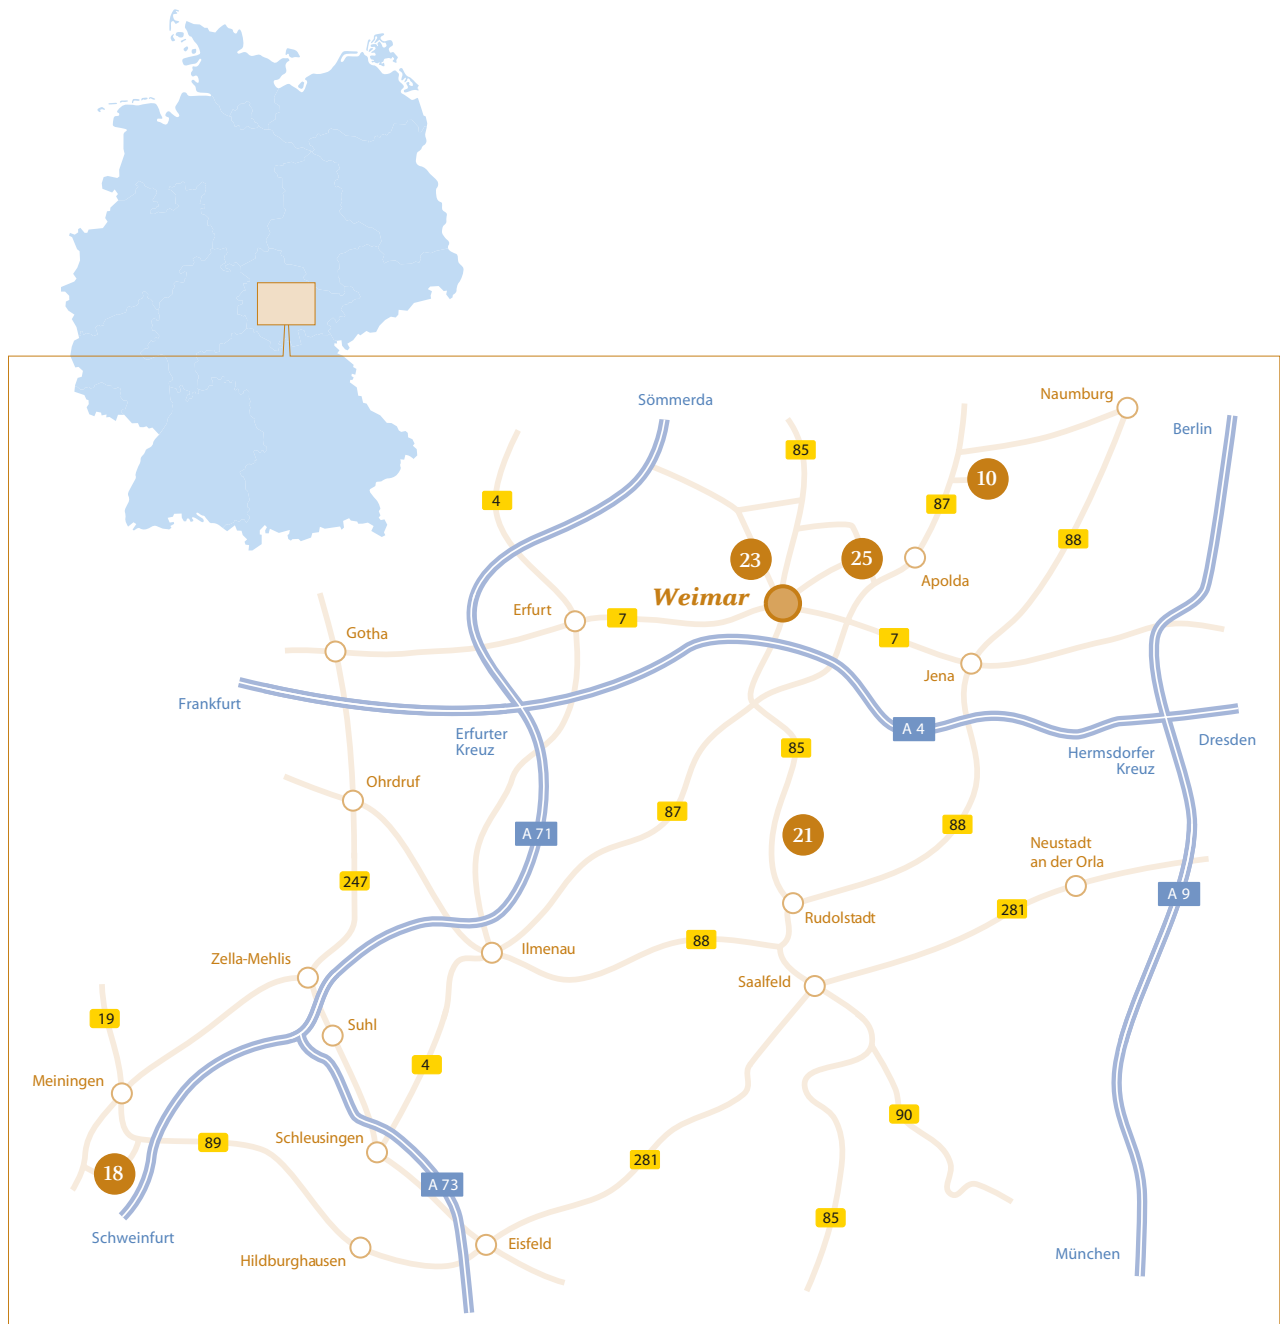 Sömmerda
Naumburg
Berlin
85
10
4
87
88
23
25
Apolda
Weimar
Erfurt
7
7
Gotha
Jena
Frankfurt
Erfurter
Kreuz
A 4
Hermsdorfer
Kreuz
Dresden
85
Ohrdruf
87
A 71
21
88
Neustadt
an der Orla
247
A 9
281
Rudolstadt
88
Ilmenau
Zella-Mehlis
Saalfeld
19
Suhl
4
Meiningen
90
89
Schleusingen
281
18
A 73
85
Schweinfurt
Eisfeld
München
Hildburghausen